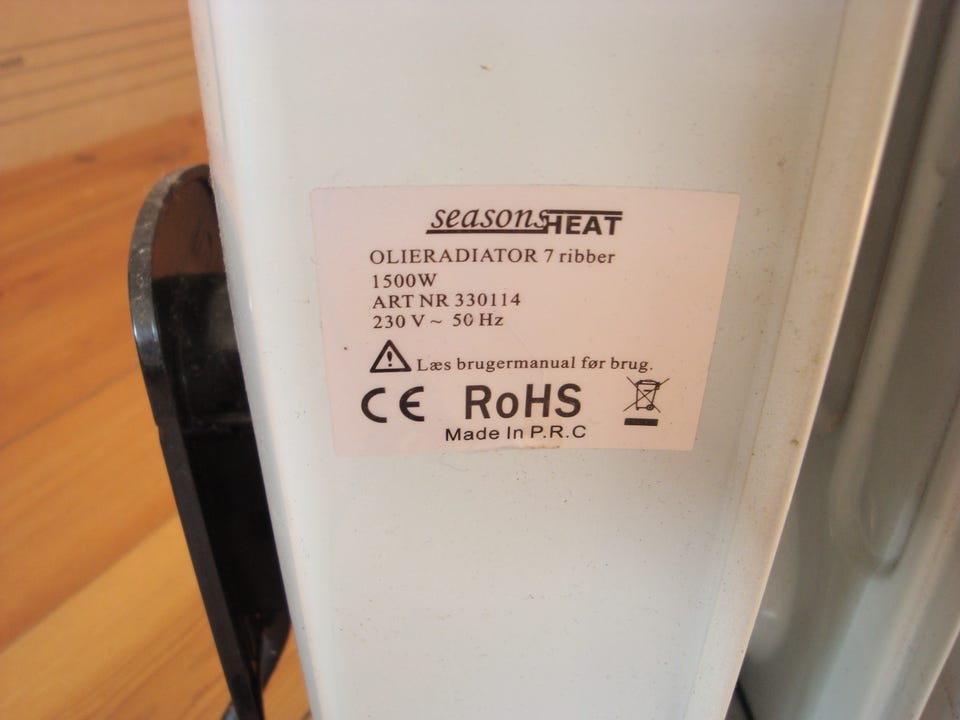 seasonsHEAT
OLIERADIATOR 7 ribber
1500W
ART NR 330114
230 V ~ 50 Hz
Læs brugermanual før brug.
CE RoHS
Made In P.R.C